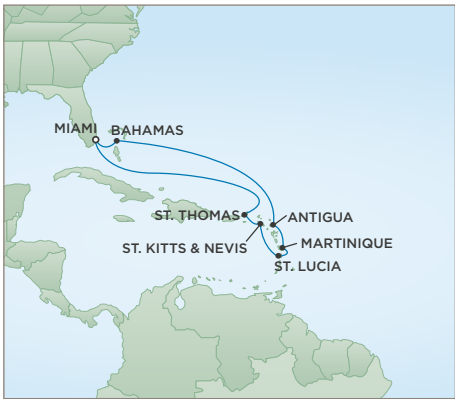 MIAMI
BAHAMAS
ST. THOMAS
ANTIGUA
ST. KITTS & NEVIS
MARTINIQUE
ST. LUCIA